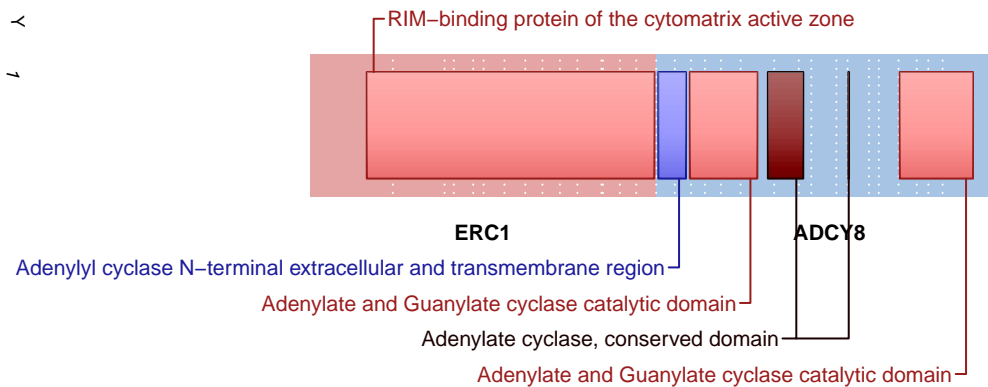 Y
1
RIM−binding protein of the cytomatrix active zone
ERC1
ADCY8
Adenylyl cyclase N−terminal extracellular and transmembrane region
Adenylate and Guanylate cyclase catalytic domain
Adenylate cyclase, conserved domain
Adenylate and Guanylate cyclase catalytic domain